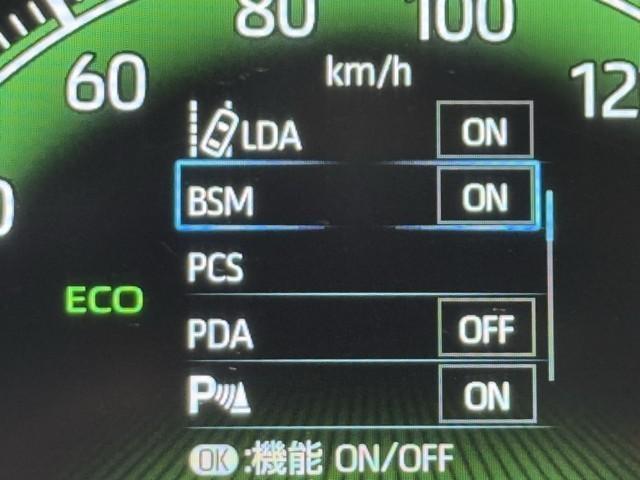 80 100
60 km/h 12
LDA ON
BSM ON
PCS
ECO
PDA OFF
P ON
OK:機能 ON/OFF